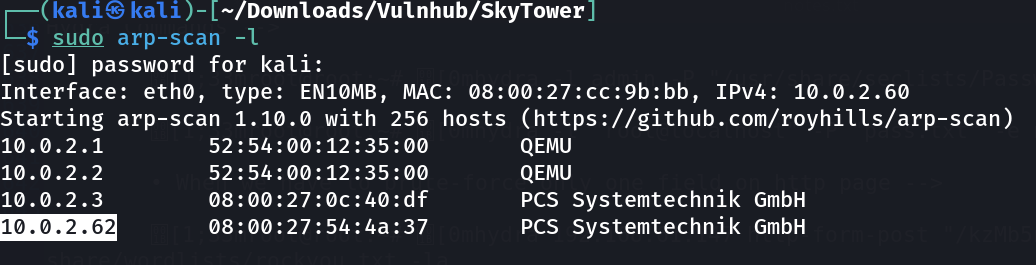 ┌──(kali㉿kali)-[~/Downloads/Vulnhub/SkyTower]
└─$ sudo arp-scan -l
[sudo] password for kali:
Interface: eth0, type: EN10MB, MAC: 08:00:27:cc:9b:bb, IPv4: 10.0.2.60
Starting arp-scan 1.10.0 with 256 hosts (https://github.com/royhills/arp-scan)
10.0.2.1 52:54:00:12:35:00 QEMU
10.0.2.2 52:54:00:12:35:00 QEMU
10.0.2.3 08:00:27:0c:40:df PCS Systemtechnik GmbH
10.0.2.62 08:00:27:54:4a:37 PCS Systemtechnik GmbH